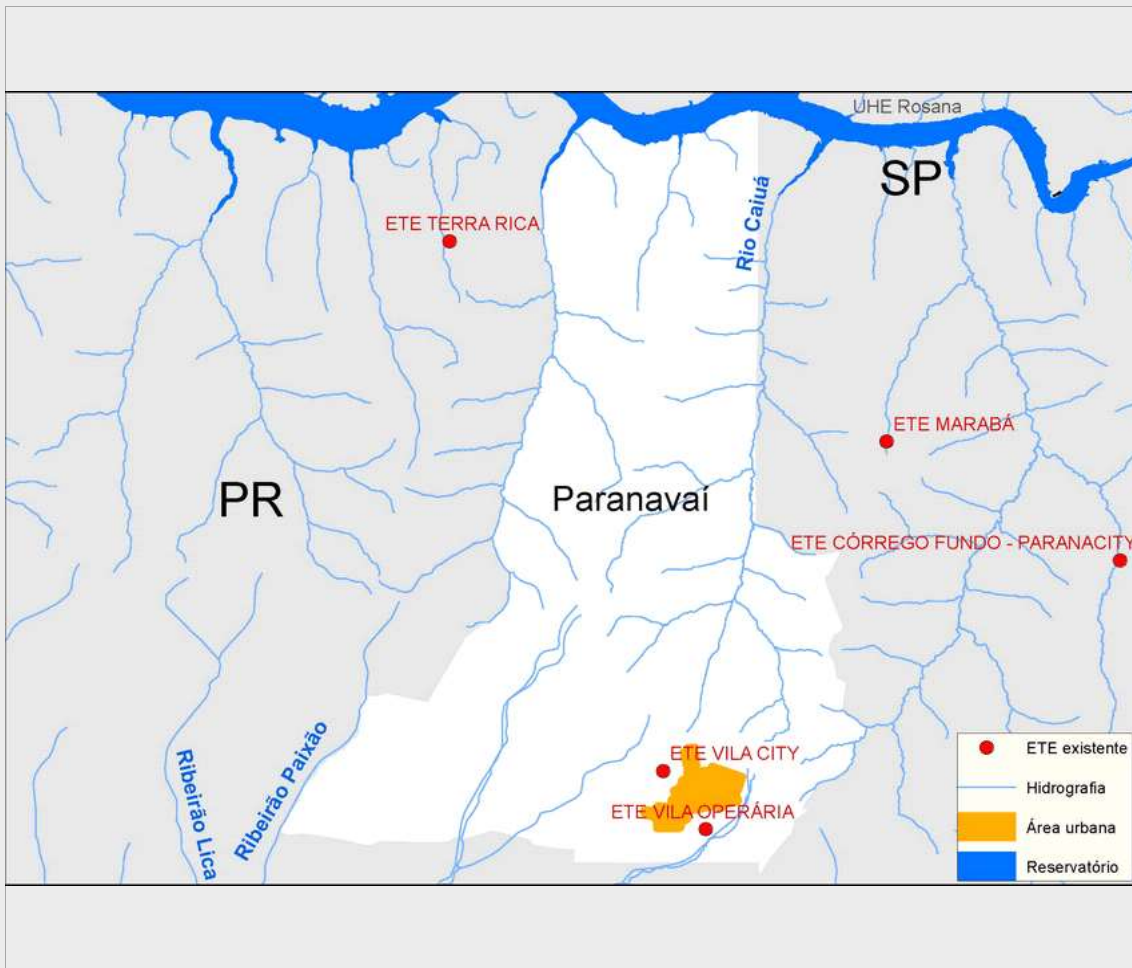 UHE Rosana
SP
Rio Caiuá
ETE TERRA RICA
ETE MARABÁ
PR
Paranavaí
ETE CÓRREGO FUNDO - PARANACITY
Ribeirão Lica
Ribeirão Paixão
ETE VILA CITY
ETE VILA OPERÁRIA
ETE existente
Hidrografia
Área urbana
Reservatório